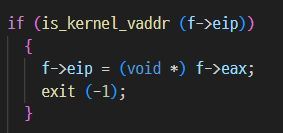 if (is_kernel_vaddr (f->eip))
  {
    f->eip = (void *) f->eax;
    exit (-1);
  }